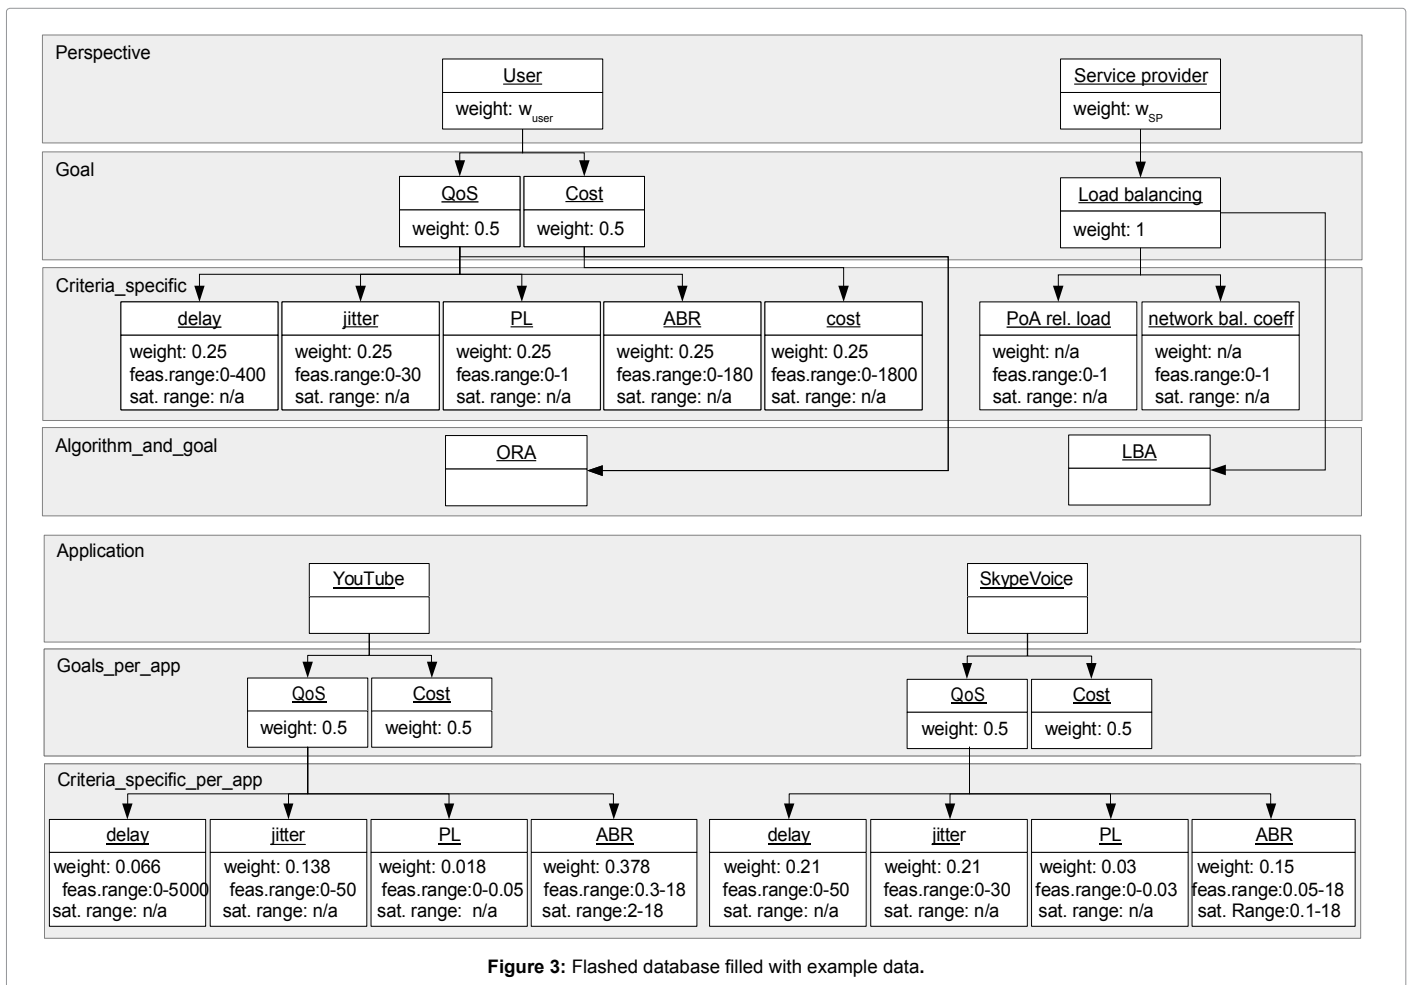 Perspective
User
weight: w user
Service provider
weight: w SP
Goal
QoS
weight: 0.5
Cost
weight: 0.5
Load balancing
weight: 1
Criteria_specific
delay
weight: 0.25
feas.range:0-400
sat. range: n/a
jitter
weight: 0.25
feas.range:0-30
sat. range: n/a
PL
weight: 0.25
feas.range:0-1
sat. range: n/a
ABR
weight: 0.25
feas.range:0-180
sat. range: n/a
cost
weight: 0.25
feas.range:0-1800
sat. range: n/a
PoA rel. load
weight: n/a
feas.range:0-1
sat. range: n/a
network bal. coeff
weight: n/a
feas.range:0-1
sat. range: n/a
Algorithm_and_goal
ORA
LBA
Application
YouTube
SkypeVoice
Goals_per_app
QoS
weight: 0.5
Cost
weight: 0.5
QoS
weight: 0.5
Cost
weight: 0.5
Criteria_specific_per_app
delay
weight: 0.066
feas.range:0-5000
sat. range: n/a
jitter
weight: 0.138
feas.range:0-50
sat. range: n/a
PL
weight: 0.018
feas.range:0-0.05
sat. range: n/a
ABR
weight: 0.378
feas.range:0.3-18
sat. range:2-18
delay
weight: 0.21
feas.range:0-50
sat. range: n/a
jitter
weight: 0.21
feas.range:0-30
sat. range: n/a
PL
weight: 0.03
feas.range:0-0.03
sat. range: n/a
ABR
weight: 0.15
feas.range:0.05-18
sat. Range:0.1-18
Figure 3: Flashed database filled with example data.